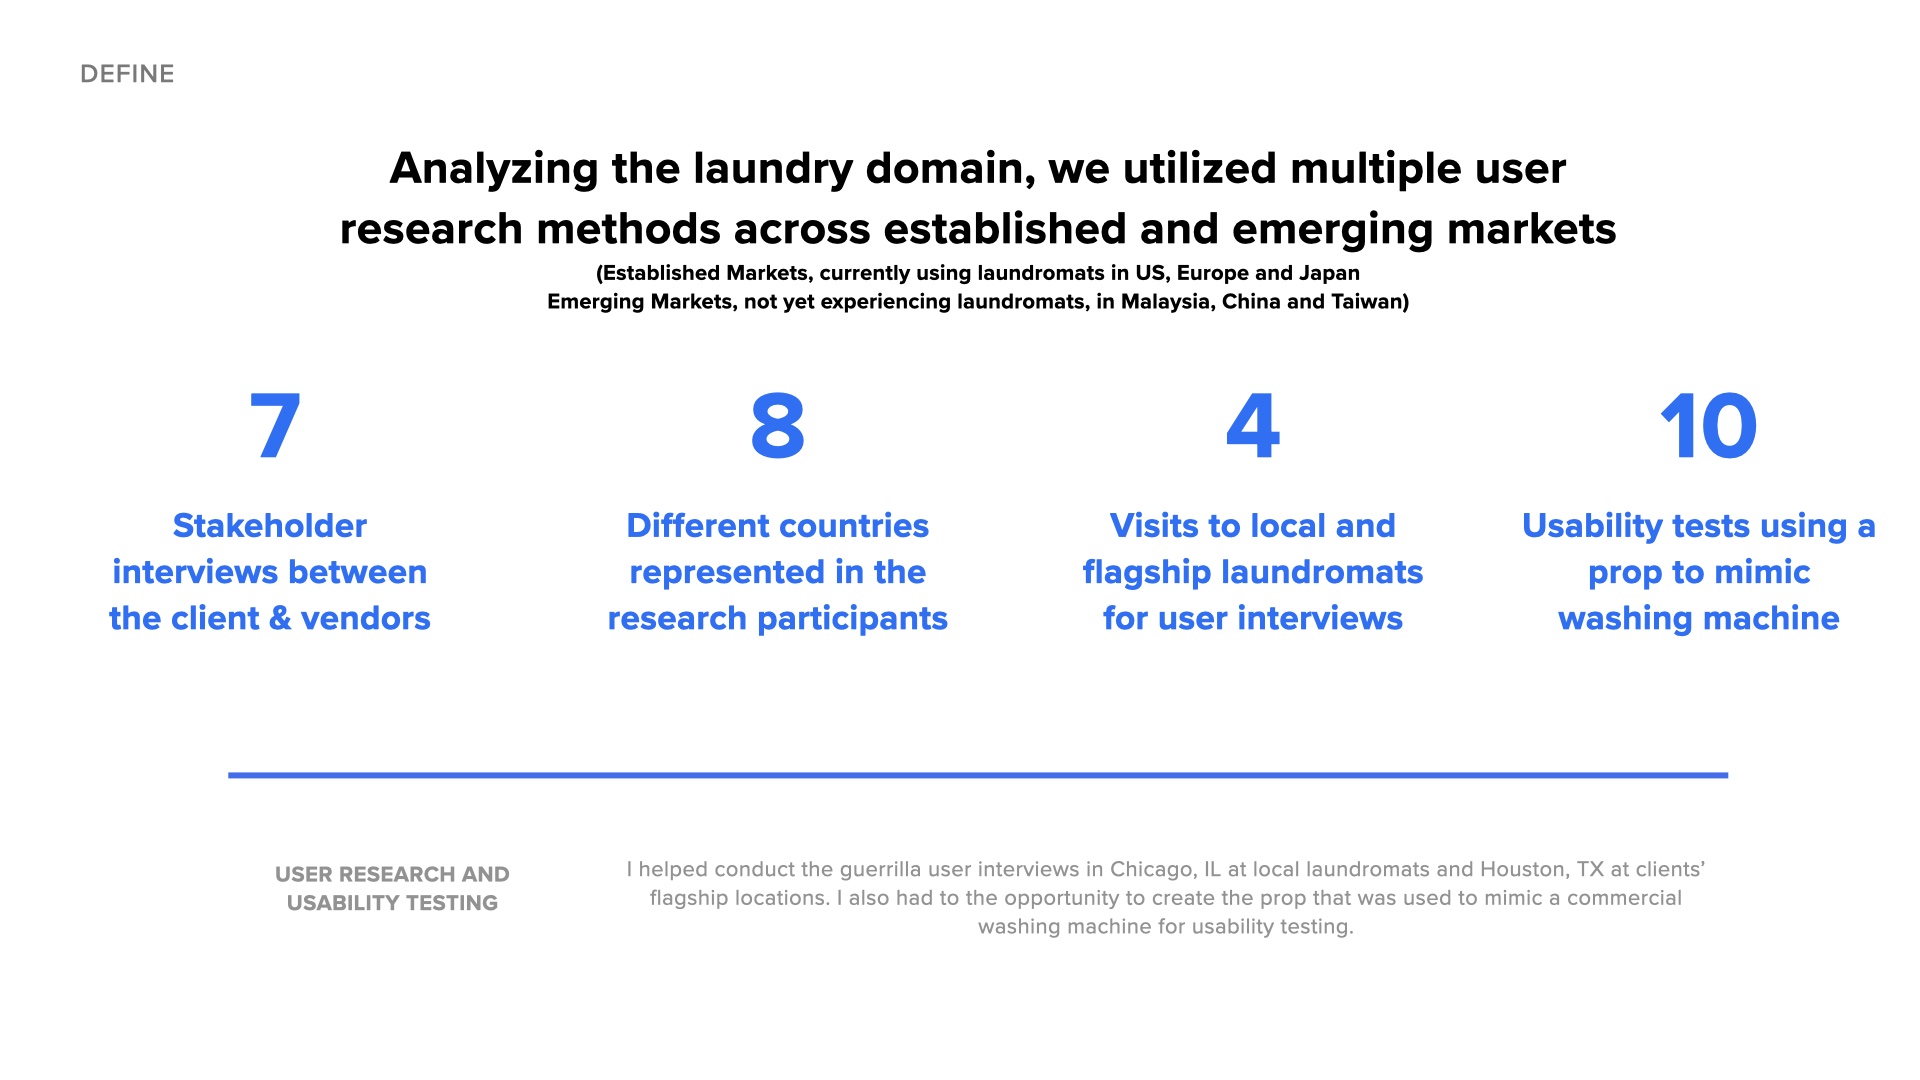 DEFINE
Analyzing the laundry domain, we utilized multiple user
research methods across established and emerging markets
(Established Markets, currently using laundromats in US, Europe and Japan
Emerging Markets, not yet experiencing laundromats, in Malaysia, China and Taiwan)
7
Stakeholder
interviews between
the client & vendors
8
Different countries
represented in the
research participants
4
Visits to local and
flagship laundromats
for user interviews
10
Usability tests using a
prop to mimic
washing machine
USER RESEARCH AND
USABILITY TESTING
I helped conduct the guerrilla user interviews in Chicago, IL at local laundromats and Houston, TX at clients’
flagship locations. I also had to the opportunity to create the prop that was used to mimic a commercial
washing machine for usability testing.